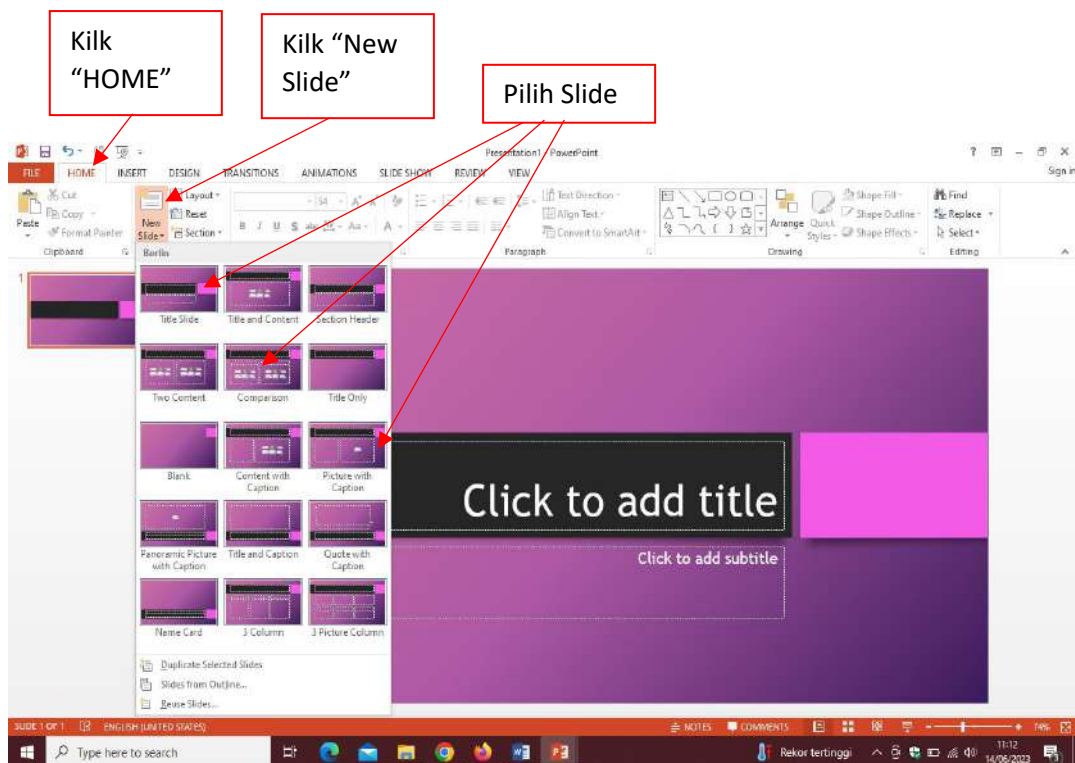 Kilk
“HOME”
Kilk “New
Slide”
Pilih Slide
Presentation1 - PowerPoint
FILE HOME INSERT DESIGN TRANSITIONS ANIMATIONS SLIDE SHOW REVIEW VIEW Sign in
Paste
Cut
Copy
Format Painter
Clipboard
New
Slide
Layout
Reset
Section
54
Paragraph
Text Direction
Align Text
Convert to SmartArt
Arrange
Quick
Styles
Shape Fill
Shape Outline
Shape Effects
Drawing
Find
Replace
Select
Editing
1
Berlin
Title Slide Title and Content Section Header
Two Content Comparison Title Only
Blank Content with Caption Picture with Caption
Panoramic Picture with Caption Title and Caption Quote with Caption
Name Card 3 Column 3 Picture Column
Duplicate Selected Slides
Slides from Outline...
Reuse Slides...
Click to add title
Click to add subtitle
SLIDE 1 OF 1 ENGLISH (UNITED STATES) NOTES COMMENTS 74%
Type here to search Rekor tertinggi 11:12
14/06/2023